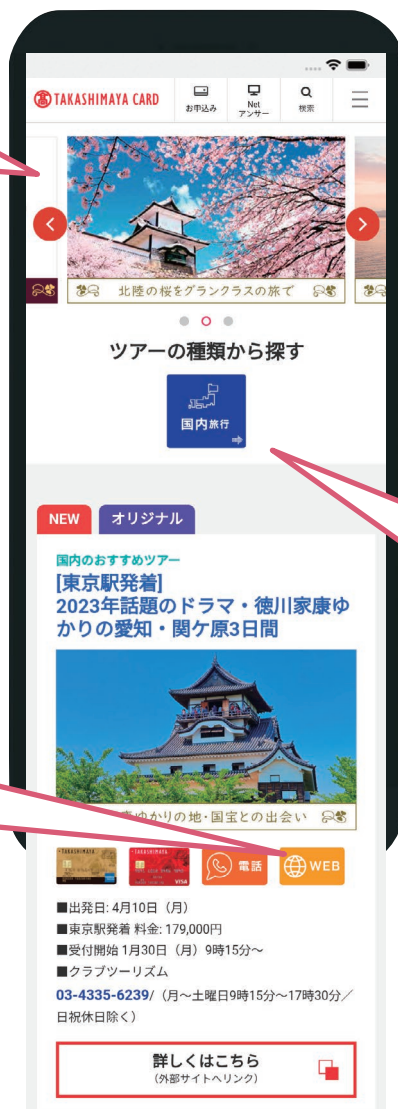 TAKASHIMAYA CARD
お申込み
Net
アンサー
検索
北陸の桜をグランクラスの旅で
ツアーの種類から探す
国内旅行
NEW
オリジナル
国内のおすすめツアー
[東京駅発着]
2023年話題のドラマ・徳川家康ゆ
かりの愛知・関ケ原3日間
康ゆかりの地・国宝との出会い
TAKASHIMAYA
TAKASHIMAYA
VISA
電話
WEB
■出発日: 4月10日（月）
■東京駅発着 料金: 179,000円
■受付開始 1月30日（月）9時
15分～
■クラブツーリズム
03-4335-6239/（月～土曜日9時15分～17時30分／
日祝休日除く）
詳しくはこちら
（外部サイトへリンク）